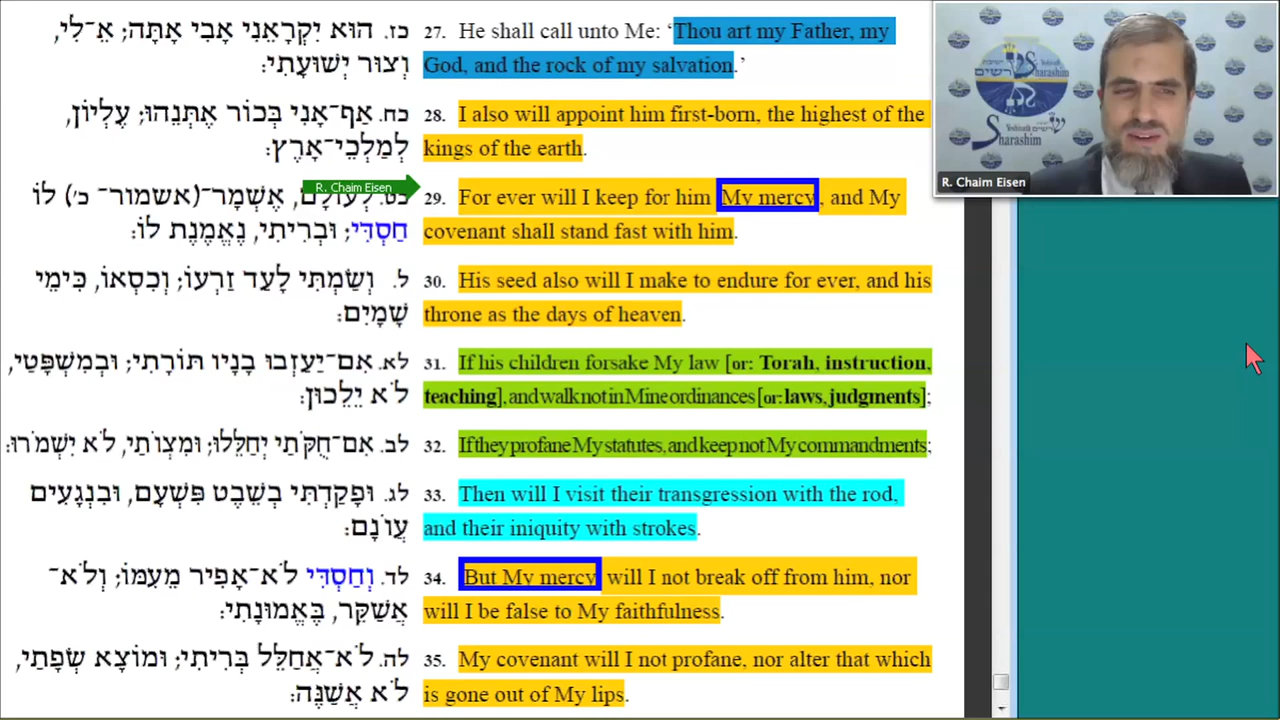 כז. הוּא יִקְרָאֵנִי אָבִי אָתָּה; אֵ־לִי,
וְצוּר יְשׁוּעָתִי:
27. He shall call unto Me: ‘Thou art my Father, my
God, and the rock of my salvation.’
כח. אַף־אָנִי בְּכוֹר אֶתְּנֵהוּ; עֶלְיוֹן,
לְמַלְכֵי־אָרֶץ:
28. I also will appoint him first-born, the highest of the
kings of the earth.
R. Chaim Eisen
אֶשְׁמָר־(אשמור־ כ׳) לוֹ
חַסְדִּי; וּבְרִיתִי, נֶאֱמֶנֶת לוֹ:
29. For ever will I keep for him My mercy, and My
covenant shall stand fast with him.
ל. וְשַׂמְתִּי לָעַד זַרְעוֹ; וְכִסְאוֹ, כִּימֵי
שָׁמָיִם:
30. His seed also will I make to endure for ever, and his
throne as the days of heaven.
לא. אִם־יַעַזְבוּ בָנָיו תּוֹרָתִי; וּבְמִשְׁפָּטַי,
לֹא יֵלֵכוּן:
31. If his children forsake My law [or: Torah, instruction,
teaching], and walk not in Mine ordinances [or: laws, judgments];
לב. אִם־חֻקֹּתַי יְחַלֵּלוּ; וּמִצְוֹתַי, לֹא יִשְׁמֹרוּ:
32. If they profane My statutes, and keep not My commandments;
לג. וּפָקַדְתִּי בְשֵׁבֶט פִּשְׁעָם, וּבִנְגָעִים
עֲוֹנָם:
33. Then will I visit their transgression with the rod,
and their iniquity with strokes.
לד. וְחַסְדִּי לֹא־אָפִיר מֵעִמּוֹ; וְלֹא־
אֲשַׁקֵּר, בֶּאֱמוּנָתִי:
34. But My mercy will I not break off from him, nor
will I be false to My faithfulness.
לה. לֹא־אֲחַלֵּל בְּרִיתִי; וּמוֹצָא שְׂפָתַי,
לֹא אֲשַׁנֶּה:
35. My covenant will I not profane, nor alter that which
is gone out of My lips.
Yeshivath Sharashim
שרשים
R. Chaim Eisen